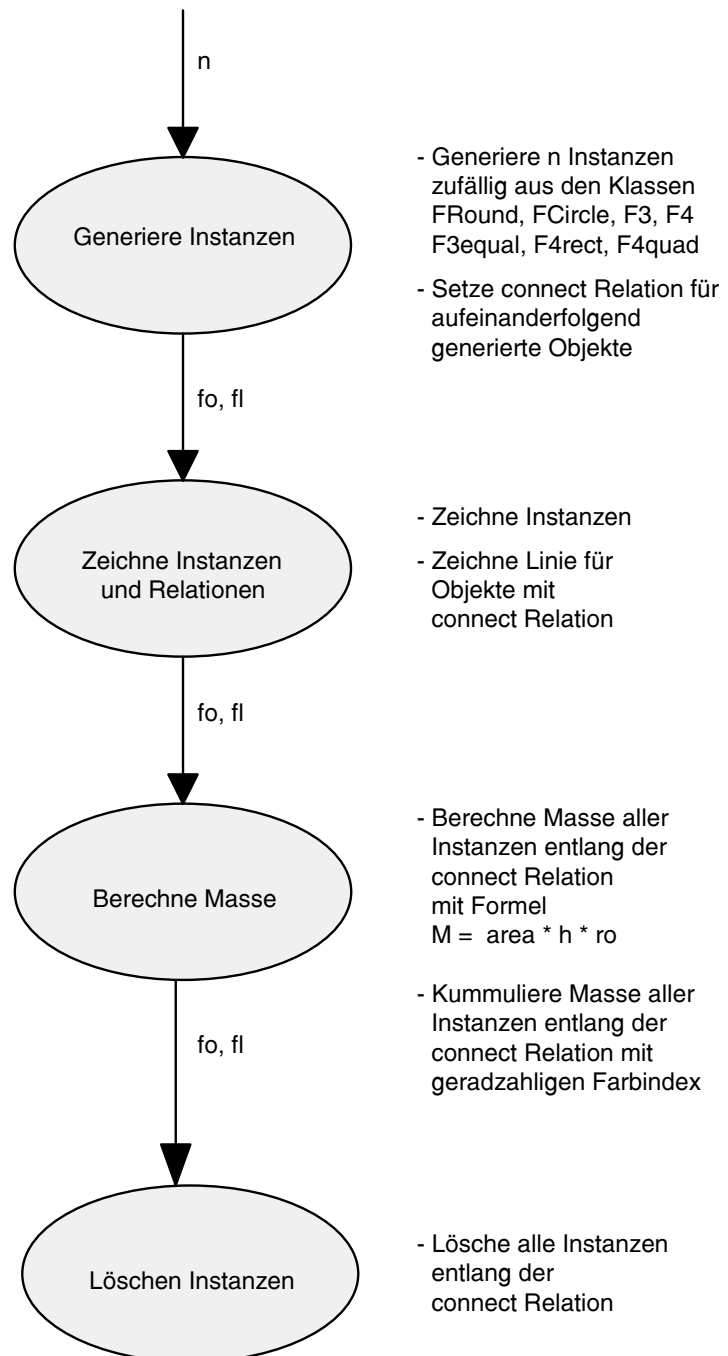 n
Generiere Instanzen
- Generiere n Instanzen
zufällig aus den Klassen
FRound, FCircle, F3, F4
F3equal, F4rect, F4quad
- Setze connect Relation für
aufeinanderfolgend
generierte Objekte
fo, fl
Zeichne Instanzen
und Relationen
- Zeichne Instanzen
- Zeichne Linie für
Objekte mit
connect Relation
fo, fl
Berechne Masse
- Berechne Masse aller
Instanzen entlang der
connect Relation
mit Formel
M = area * h * ro
- Kummuliere Masse aller
Instanzen entlang der
connect Relation mit
geradzahligen Farbindex
fo, fl
Löschen Instanzen
- Lösche alle Instanzen
entlang der
connect Relation